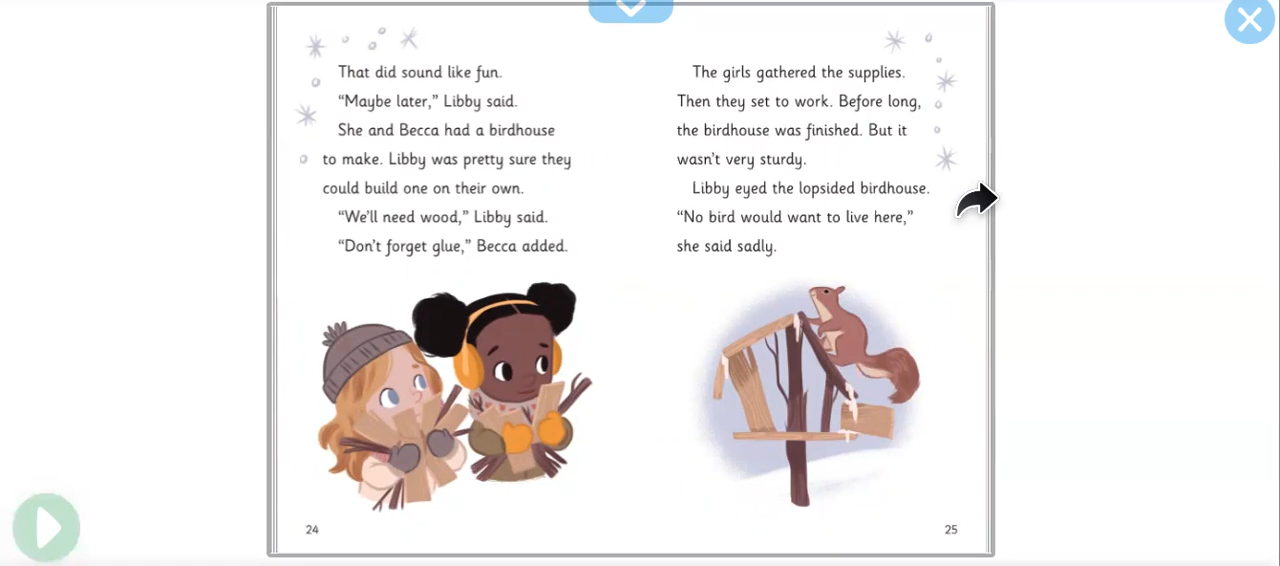 That did sound like fun.
“Maybe later,” Libby said.
She and Becca had a birdhouse
to make. Libby was pretty sure they
could build one on their own.
“We’ll need wood,” Libby said.
“Don’t forget glue,” Becca added.
24
The girls gathered the supplies.
Then they set to work. Before long,
the birdhouse was finished. But it
wasn’t very sturdy.
Libby eyed the lopsided birdhouse.
“No bird would want to live here,”
she said sadly.
25